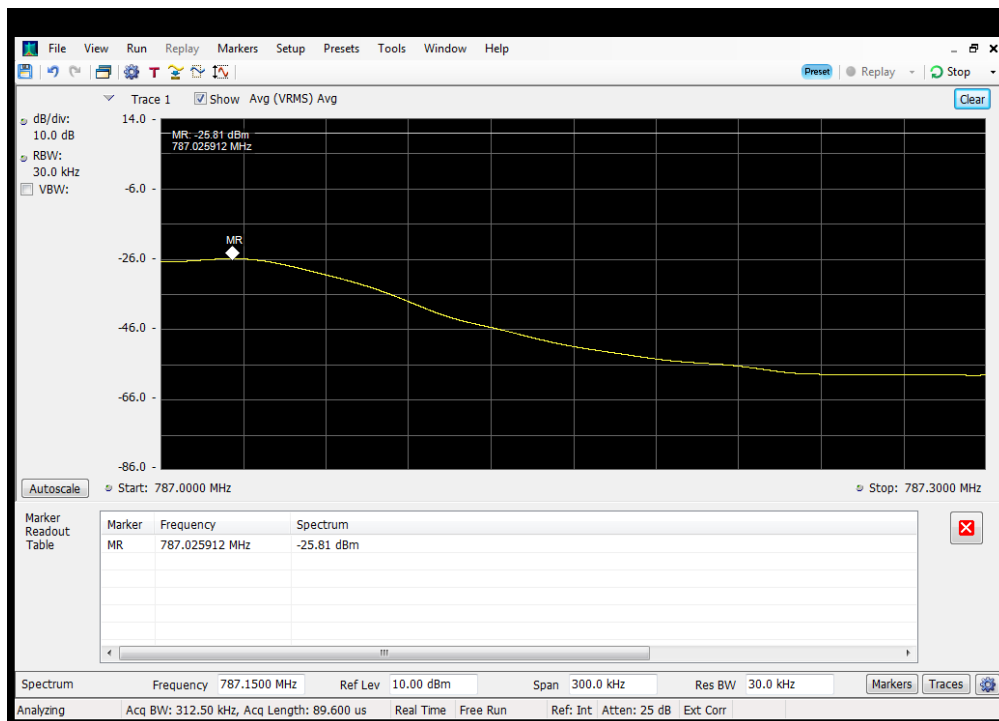 File View Run Replay Markers Setup Presets Tools Window Help
T Preset Replay Stop
Trace 1 Show Avg (VRMS) Avg Clear
dB/div:
10.0 dB
RBW:
30.0 kHz
VBW:
14.0
MR: -25.81 dBm
787.025912 MHz
-6.0
MR
-26.0
-46.0
-66.0
-86.0
Autoscale Start: 787.0000 MHz Stop: 787.3000 MHz
Marker
Readout
Table
Marker Frequency Spectrum
MR 787.025912 MHz -25.81 dBm
Spectrum Frequency 787.1500 MHz Ref Lev 10.00 dBm Span 300.0 kHz Res BW 30.0 kHz Markers Traces
Analyzing Acq BW: 312.50 kHz, Acq Length: 89.600 us Real Time Free Run Ref: Int Atten: 25 dB Ext Corr